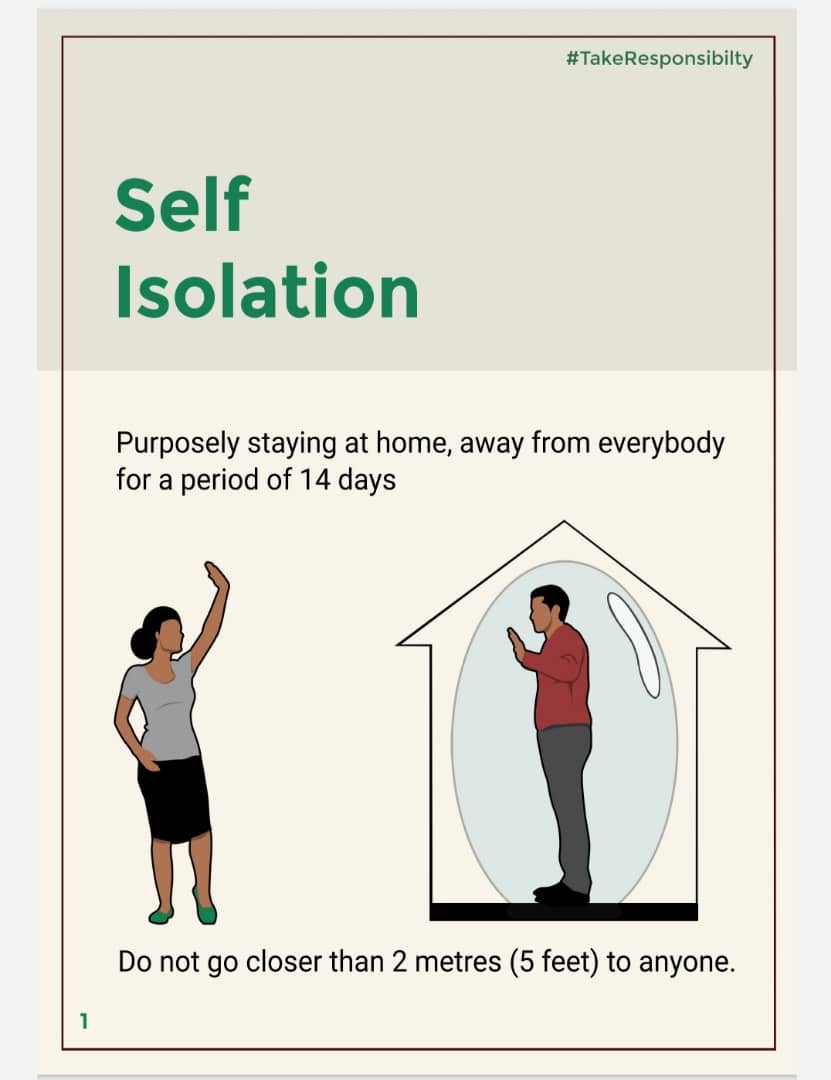 #TakeResponsibilty
Self
Isolation
Purposely staying at home, away from everybody
for a period of 14 days
Do not go closer than 2 metres (5 feet) to anyone.
1